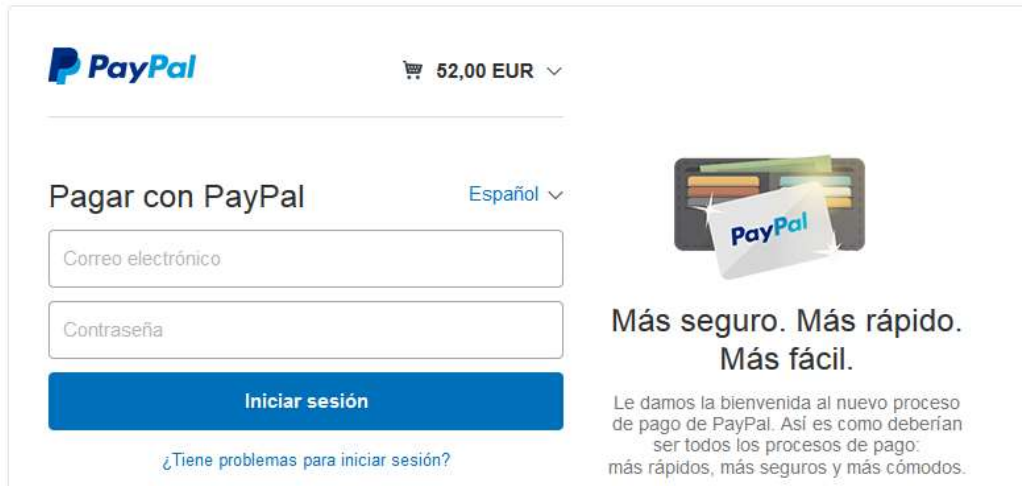 PayPal
52,00 EUR
Pagar con PayPal
Español
Correo electrónico
Contraseña
Iniciar sesión
¿Tiene problemas para iniciar sesión?
PayPal
Más seguro. Más rápido.
Más fácil.
Le damos la bienvenida al nuevo proceso
de pago de PayPal. Así es como deberían
ser todos los procesos de pago:
más rápidos, más seguros y más cómodos.